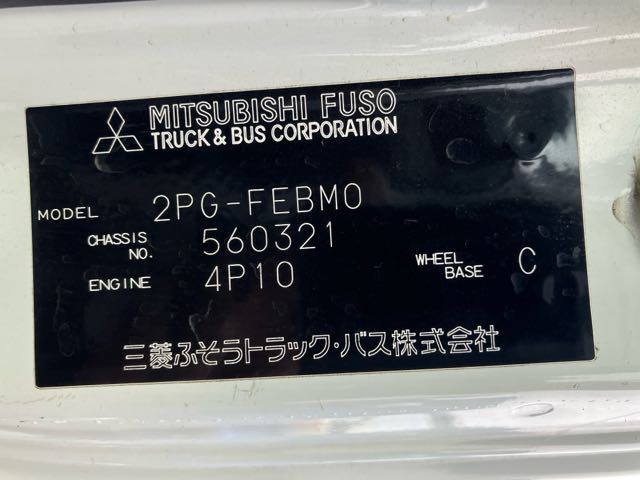 MITSUBISHI FUSO
TRUCK & BUS CORPORATION
MODEL 2PG-FEBM0
CHASSIS NO. 560321
ENGINE 4P10
WHEEL BASE C
三菱ふそうトラック・バス株式会社